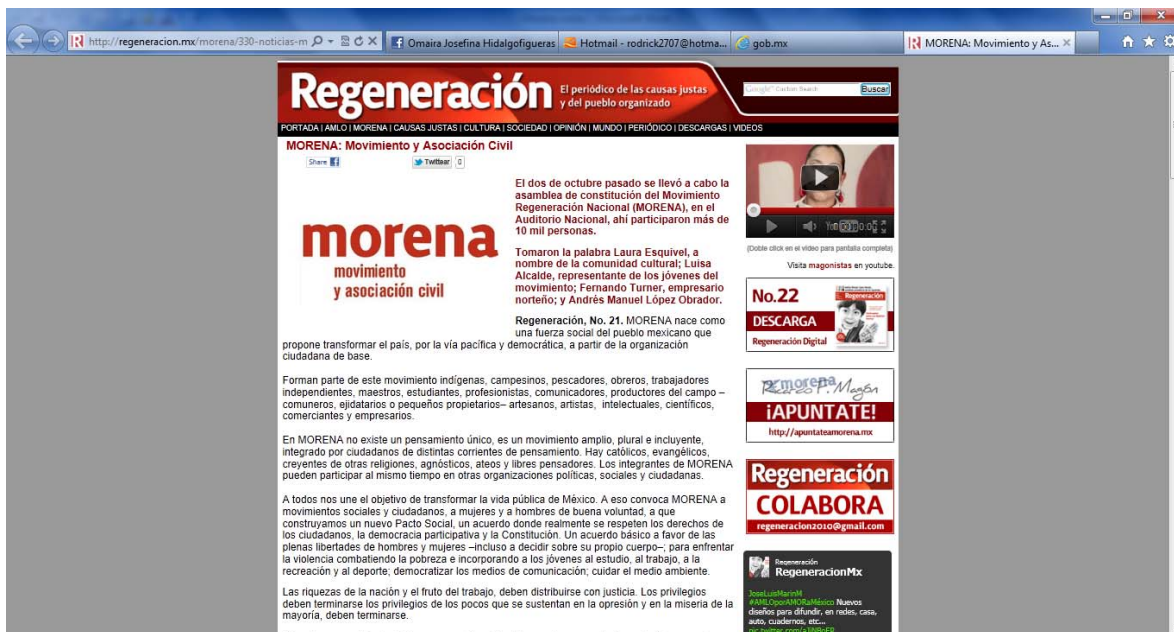 http://regeneracion.mx/morena/330-noticias-m
Omaira Josefina Hidalgofigueras
Hotmail - rodrick2707@hotma...
gob.mx
MORENA: Movimiento y As...
Regeneración
El periódico de las causas justas
y del pueblo organizado
Buscar
PORTADA | AMLO | MORENA | CAUSAS JUSTAS | CULTURA | SOCIEDAD | OPINIÓN | MUNDO | PERIÓDICO | DESCARGAS | VIDEOS
MORENA: Movimiento y Asociación Civil
Share
Twittear
0
morena
movimiento
y asociación civil
El dos de octubre pasado se llevó a cabo la
asamblea de constitución del Movimiento
Regeneración Nacional (MORENA), en el
Auditorio Nacional, ahí participaron más de
10 mil personas.
Tomaron la palabra Laura Esquivel, a
nombre de la comunidad cultural; Luisa
Alcalde, representante de los jóvenes del
movimiento; Fernando Turner, empresario
norteño; y Andrés Manuel López Obrador.
Regeneración, No. 21. MORENA nace como
una fuerza social del pueblo mexicano que
propone transformar el país, por la vía pacífica y democrática, a partir de la organización
ciudadana de base.
Forman parte de este movimiento indígenas, campesinos, pescadores, obreros, trabajadores
independientes, maestros, estudiantes, profesionistas, comunicadores, productores del campo –
comuneros, ejidatarios o pequeños propietarios– artesanos, artistas, intelectuales, científicos,
comerciantes y empresarios.
En MORENA no existe un pensamiento único, es un movimiento amplio, plural e incluyente,
integrado por ciudadanos de distintas corrientes de pensamiento. Hay católicos, evangélicos,
creyentes de otras religiones, agnósticos, ateos y libres pensadores. Los integrantes de MORENA
pueden participar al mismo tiempo en otras organizaciones políticas, sociales y ciudadanas.
A todos nos une el objetivo de transformar la vida pública de México. A eso convoca MORENA a
movimientos sociales y ciudadanos, a mujeres y a hombres de buena voluntad, a que
construyamos un nuevo Pacto Social, un acuerdo donde realmente se respeten los derechos de
los ciudadanos, la democracia participativa y la Constitución. Un acuerdo básico a favor de las
plenas libertades de hombres y mujeres –incluso a decidir sobre su propio cuerpo–; para enfrentar
la violencia combatiendo la pobreza e incorporando a los jóvenes al estudio, al trabajo, a la
recreación y al deporte; democratizar los medios de comunicación; cuidar el medio ambiente.
Las riquezas de la nación y el fruto del trabajo, deben distribuirse con justicia. Los privilegios
deben terminarse los privilegios de los pocos que se sustentan en la opresión y en la miseria de la
mayoría, deben terminarse.
(Doble click en el video para pantalla completa)
Visita magonistas en youtube.
No.22
DESCARGA
Regeneración Digital
Regeneración
morena
¡APUNTATE!
http://apuntateamorena.mx
Regeneración
COLABORA
regeneracion2010@gmail.com
Regeneración
RegeneracionMx
JoseLuisMarinM
#AMLOporAMORaMéxico Nuevos
diseños para difundir, en redes, casa,
auto, cuadernos, etc...